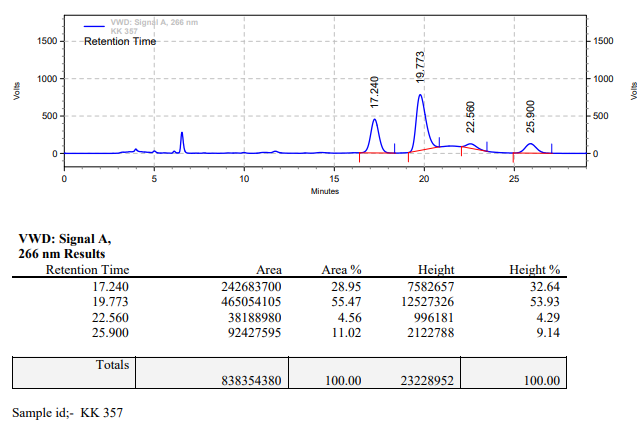 VWD: Signal A, 266 nm
KK 357
Retention Time
1500
1000
500
0
Volts
17.240
19.773
22.560
25.900
1500
1000
500
0
Volts
0 5 10 15 20 25
Minutes
VWD: Signal A,
266 nm Results
Retention Time Area Area % Height Height %
17.240 242683700 28.95 7582657 32.64
19.773 465054105 55.47 12527326 53.93
22.560 38188980 4.56 996181 4.29
25.900 92427595 11.02 2122788 9.14
Totals
838354380 100.00 23228952 100.00
Sample id;- KK 357